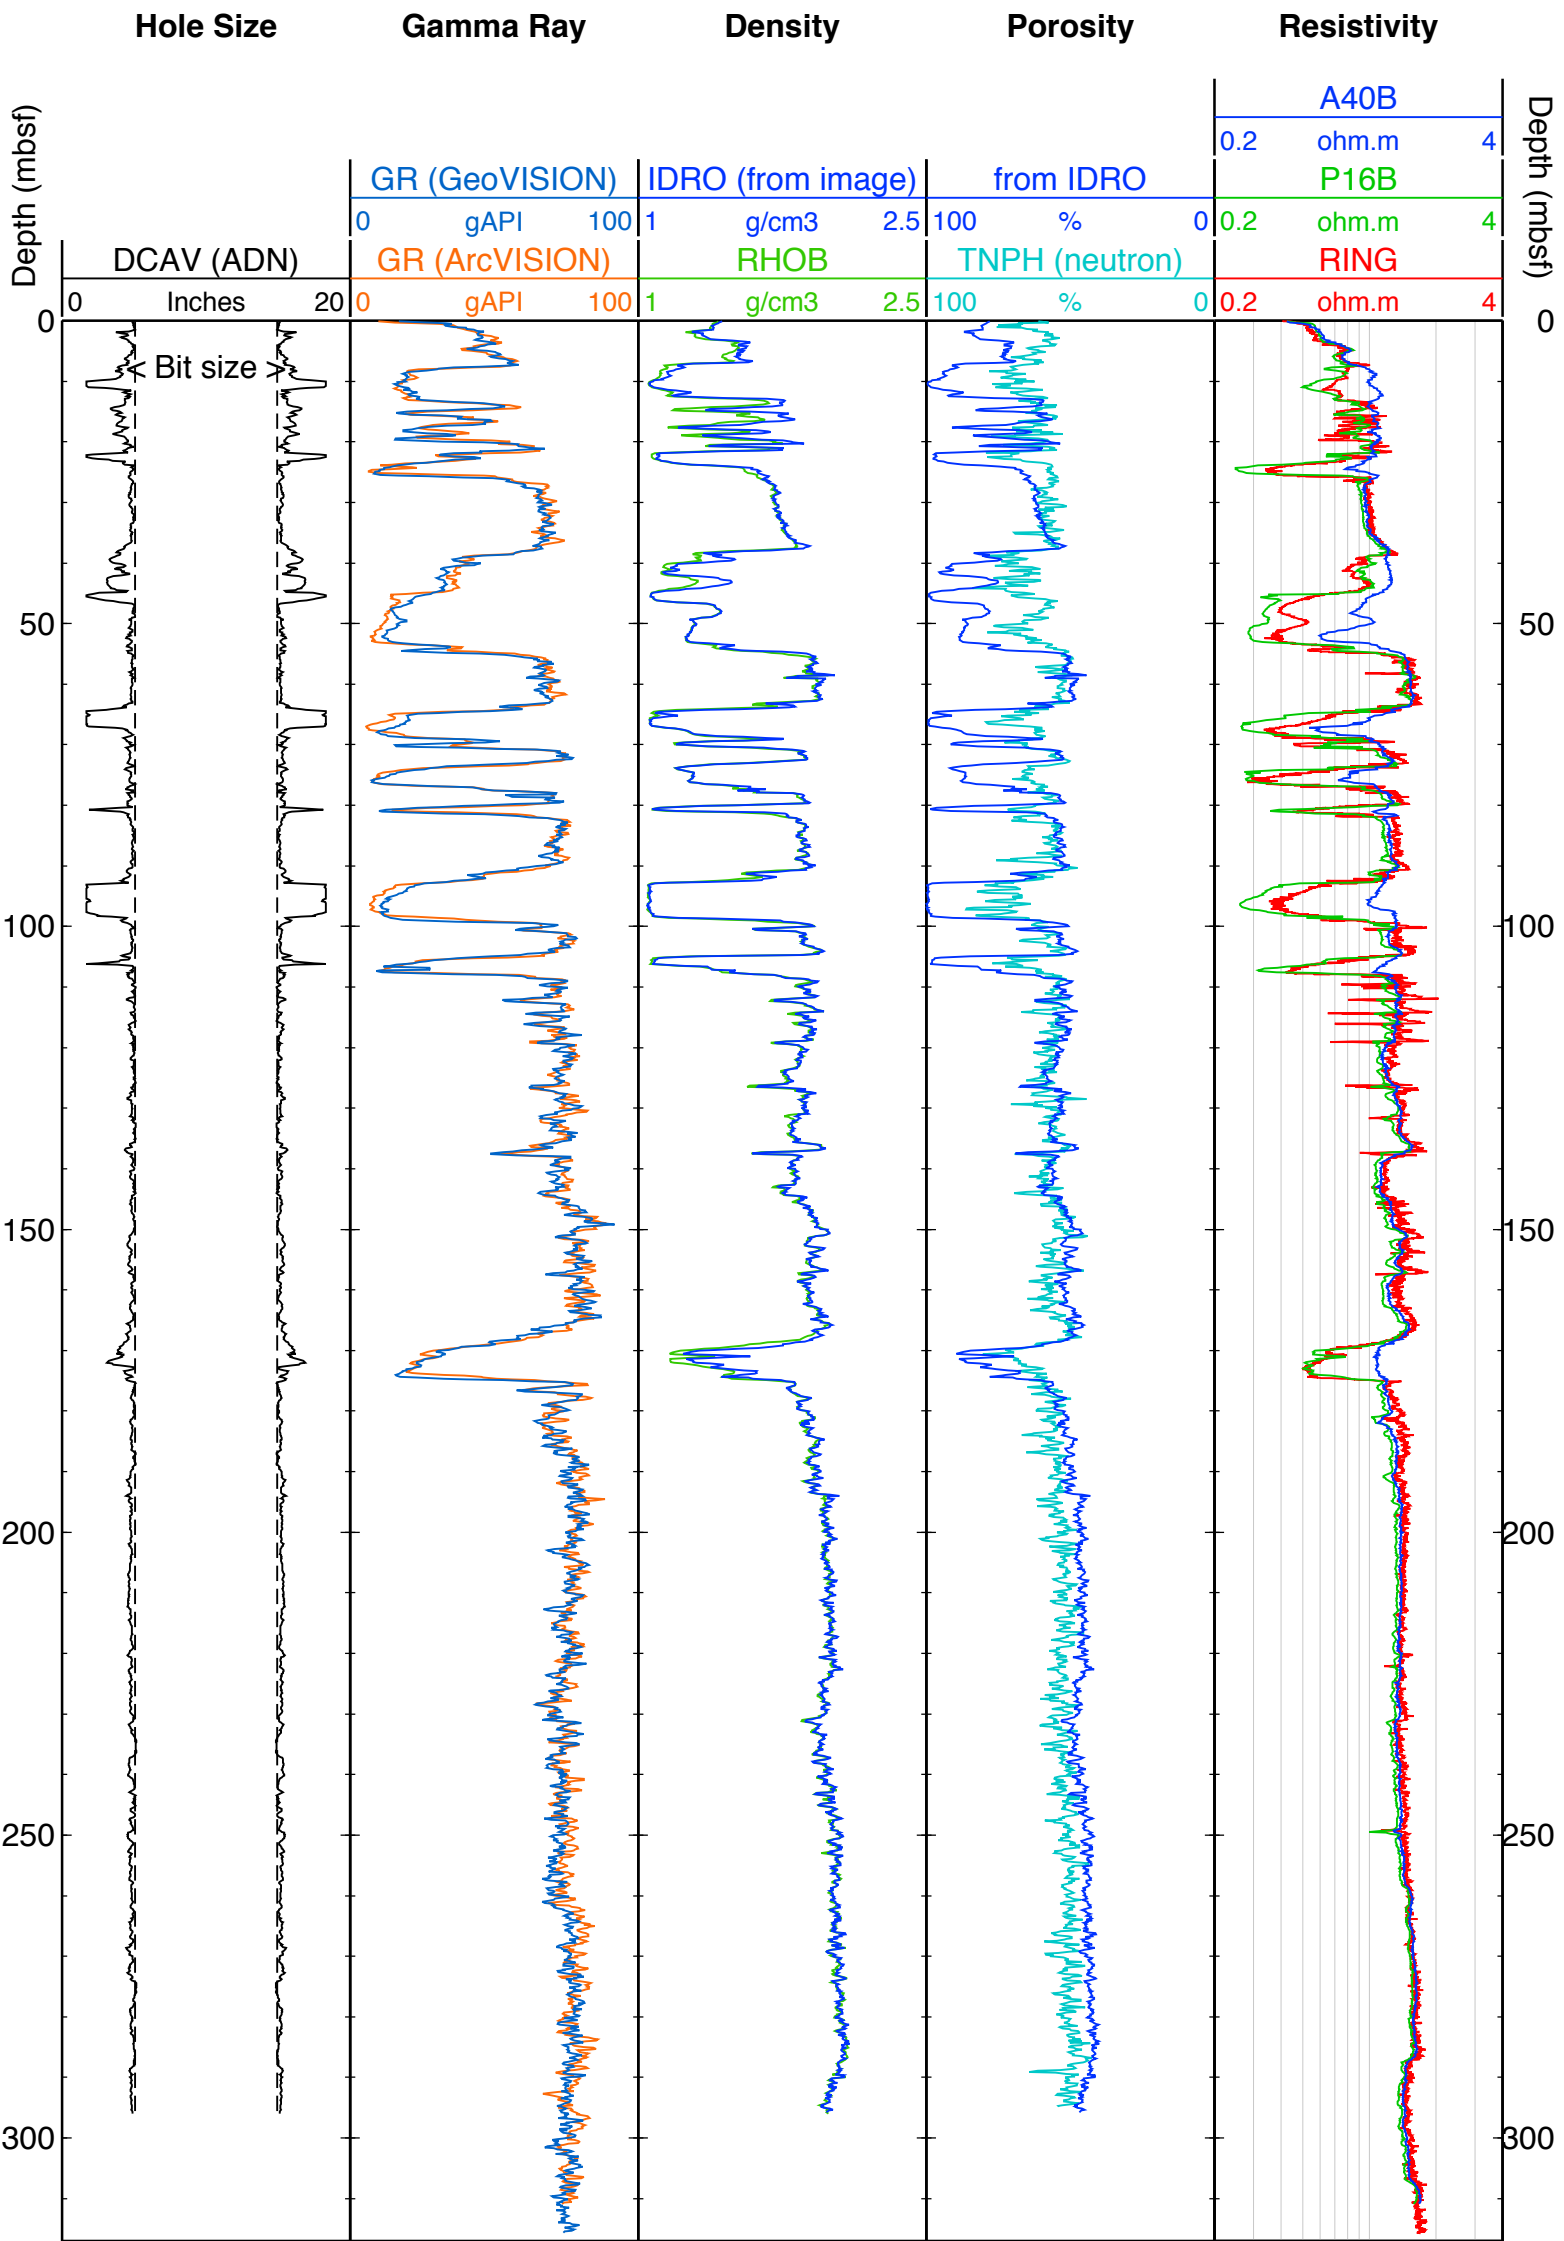 Hole Size Gamma Ray Density Porosity Resistivity
A40B
0.2 ohm.m 4
GR (GeoVISION) IDRO (from image) from IDRO P16B
0 gAPI 100 1 g/cm3 2.5 100 % 0 0.2 ohm.m 4
DCAV (ADN) GR (ArcVISION) RHOB TNPH (neutron) RING
0 Inches 20 0 gAPI 100 1 g/cm3 2.5 100 % 0 0.2 ohm.m 4
Depth (mbsf)
Depth (mbsf)
0 0
< Bit size >
50 50
100 100
150 150
200 200
250 250
300 300